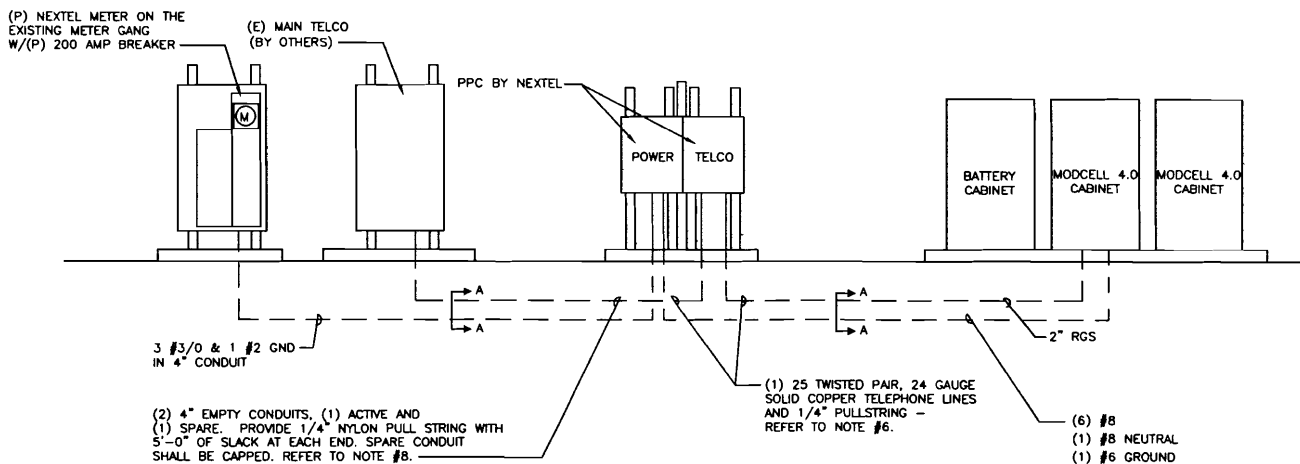 (P) NEXTEL METER ON THE
EXISTING METER GANG
W/(P) 200 AMP BREAKER
(E) MAIN TELCO
(BY OTHERS)
PPC BY NEXTEL
M
POWER
TELCO
BATTERY
CABINET
MODCELL 4.0
CABINET
MODCELL 4.0
CABINET
A
A
A
A
3 #3/0 & 1 #2 GND
IN 4" CONDUIT
2" RGS
(2) 4" EMPTY CONDUITS, (1) ACTIVE AND
(1) SPARE. PROVIDE 1/4" NYLON PULL STRING WITH
5'-0" OF SLACK AT EACH END. SPARE CONDUIT
SHALL BE CAPPED. REFER TO NOTE #8.
(1) 25 TWISTED PAIR, 24 GAUGE
SOLID COPPER TELEPHONE LINES
AND 1/4" PULLSTRING –
REFER TO NOTE #6.
(6) #8
(1) #8 NEUTRAL
(1) #6 GROUND